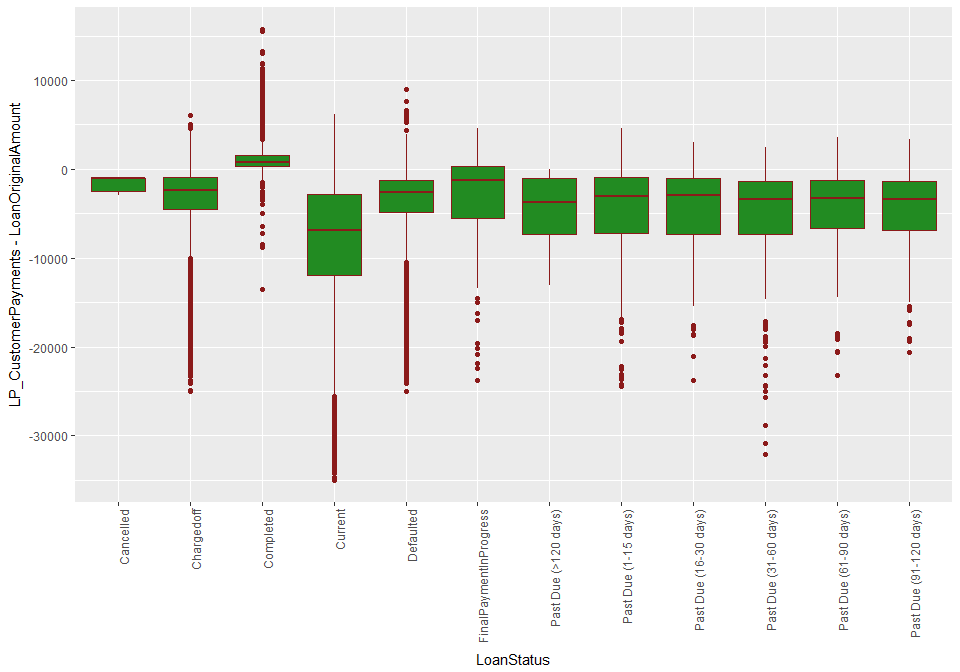 LP_CustomerPayments - LoanOriginalAmount
10000
0
-10000
-20000
-30000
Cancelled
Chargedoff
Completed
Current
Defaulted
FinalPaymentInProgress
Past Due (>120 days)
Past Due (1-15 days)
Past Due (16-30 days)
Past Due (31-60 days)
Past Due (61-90 days)
Past Due (91-120 days)
LoanStatus